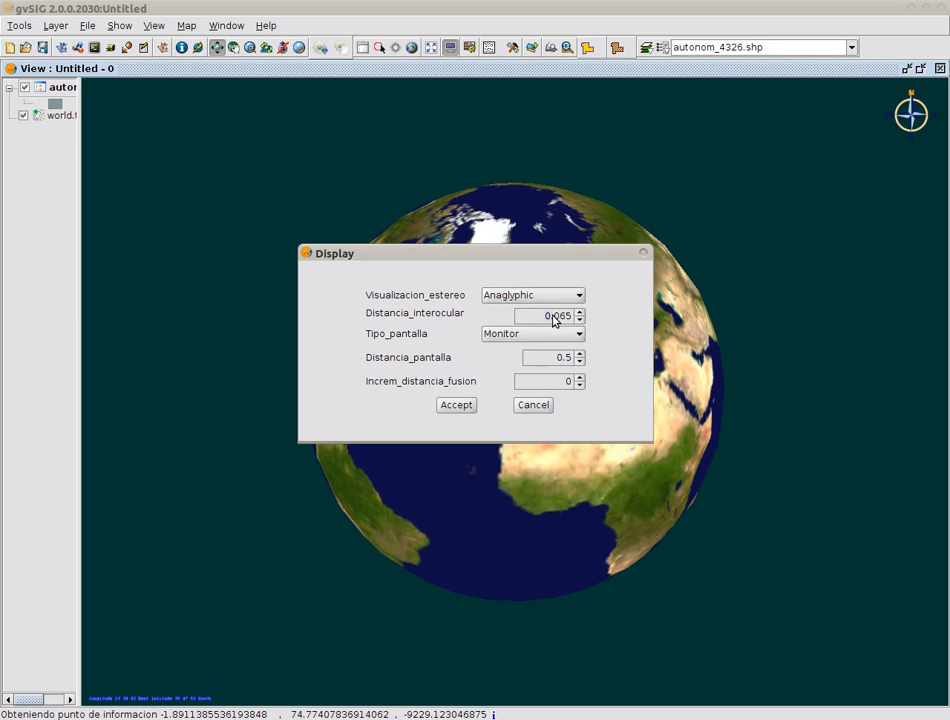 gvSIG 2.0.0.2030:Untitled
Tools Layer File Show View Map Window Help
autonom_4326.shp
View : Untitled - 0
autor
world.t
N
Display
Visualizacion_estereo Anaglyphic
Distancia_interocular 0.065
Tipo_pantalla Monitor
Distancia_pantalla 0.5
Increm_distancia_fusion 0
Accept Cancel
Obteniendo punto de informacion -1.8911385536193848 , 74.77407836914062 , -9229.123046875